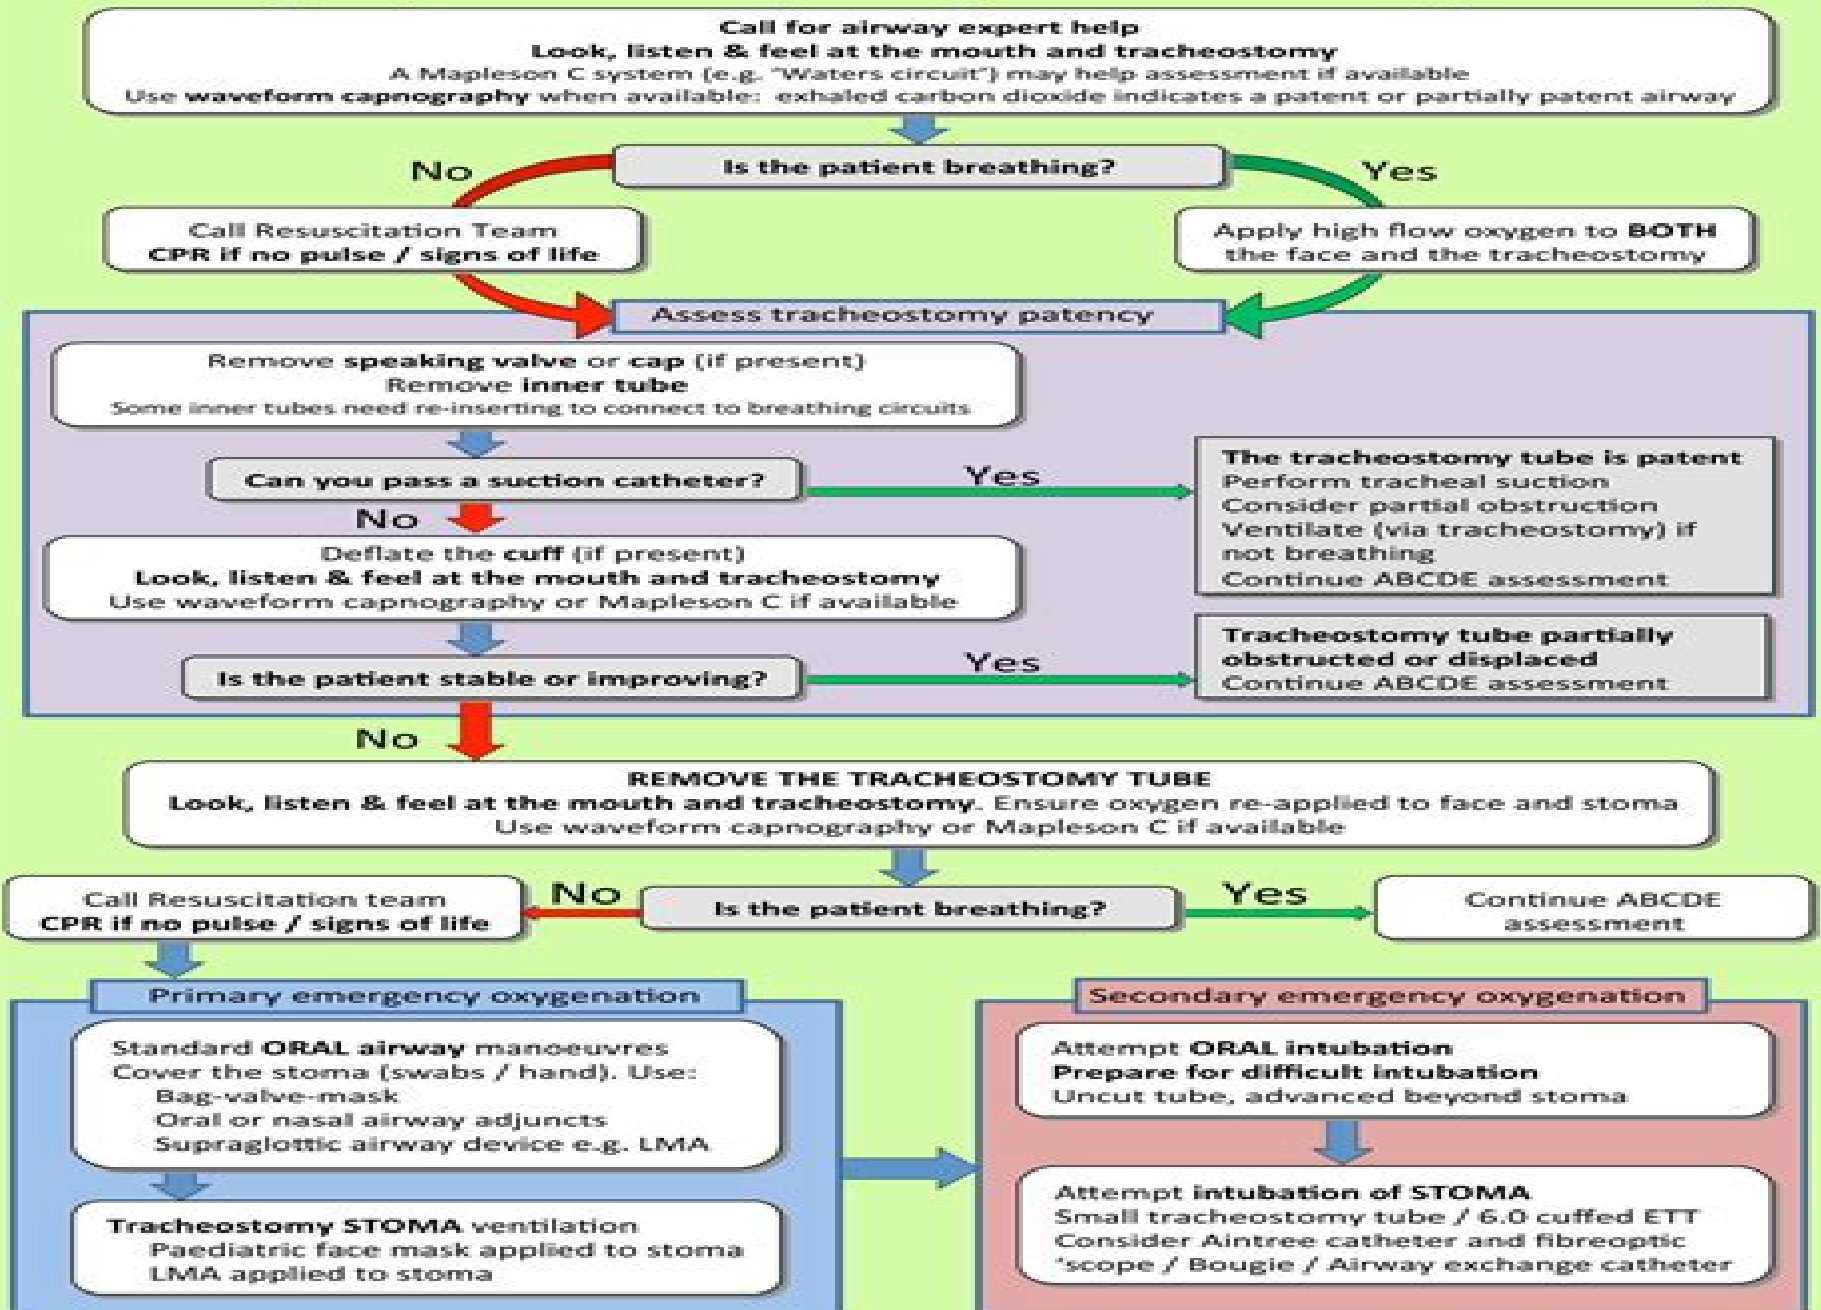 Call for airway expert help
Look, listen & feel at the mouth and tracheostomy
A Mapleson C system (e.g. 'Waters circuit') may help assessment if available
Use waveform capnography when available: exhaled carbon dioxide indicates a patent or partially patent airway
Is the patient breathing?
No
Yes
Call Resuscitation Team
CPR if no pulse / signs of life
Apply high flow oxygen to BOTH
the face and the tracheostomy
Assess tracheostomy patency
Remove speaking valve or cap (if present)
Remove inner tube
Some inner tubes need re-inserting to connect to breathing circuits
Can you pass a suction catheter?
Yes
The tracheostomy tube is patent
Perform tracheal suction
Consider partial obstruction
Ventilate (via tracheostomy) if
not breathing
Continue ABCDE assessment
No
Deflate the cuff (if present)
Look, listen & feel at the mouth and tracheostomy
Use waveform capnography or Mapleson C if available
Is the patient stable or improving?
Yes
Tracheostomy tube partially
obstructed or displaced
Continue ABCDE assessment
No
REMOVE THE TRACHEOSTOMY TUBE
Look, listen & feel at the mouth and tracheostomy. Ensure oxygen re-applied to face and stoma
Use waveform capnography or Mapleson C if available
Is the patient breathing?
No
Call Resuscitation team
CPR if no pulse / signs of life
Yes
Continue ABCDE
assessment
Primary emergency oxygenation
Standard ORAL airway manoeuvres
Cover the stoma (swabs / hand). Use:
Bag-valve-mask
Oral or nasal airway adjuncts
Supraglottic airway device e.g. LMA
Tracheostomy STOMA ventilation
Paediatric face mask applied to stoma
LMA applied to stoma
Secondary emergency oxygenation
Attempt ORAL intubation
Prepare for difficult intubation
Uncut tube, advanced beyond stoma
Attempt intubation of STOMA
Small tracheostomy tube / 6.0 cuffed ETT
Consider Aintree catheter and fibreoptic
'scope / Bougie / Airway exchange catheter